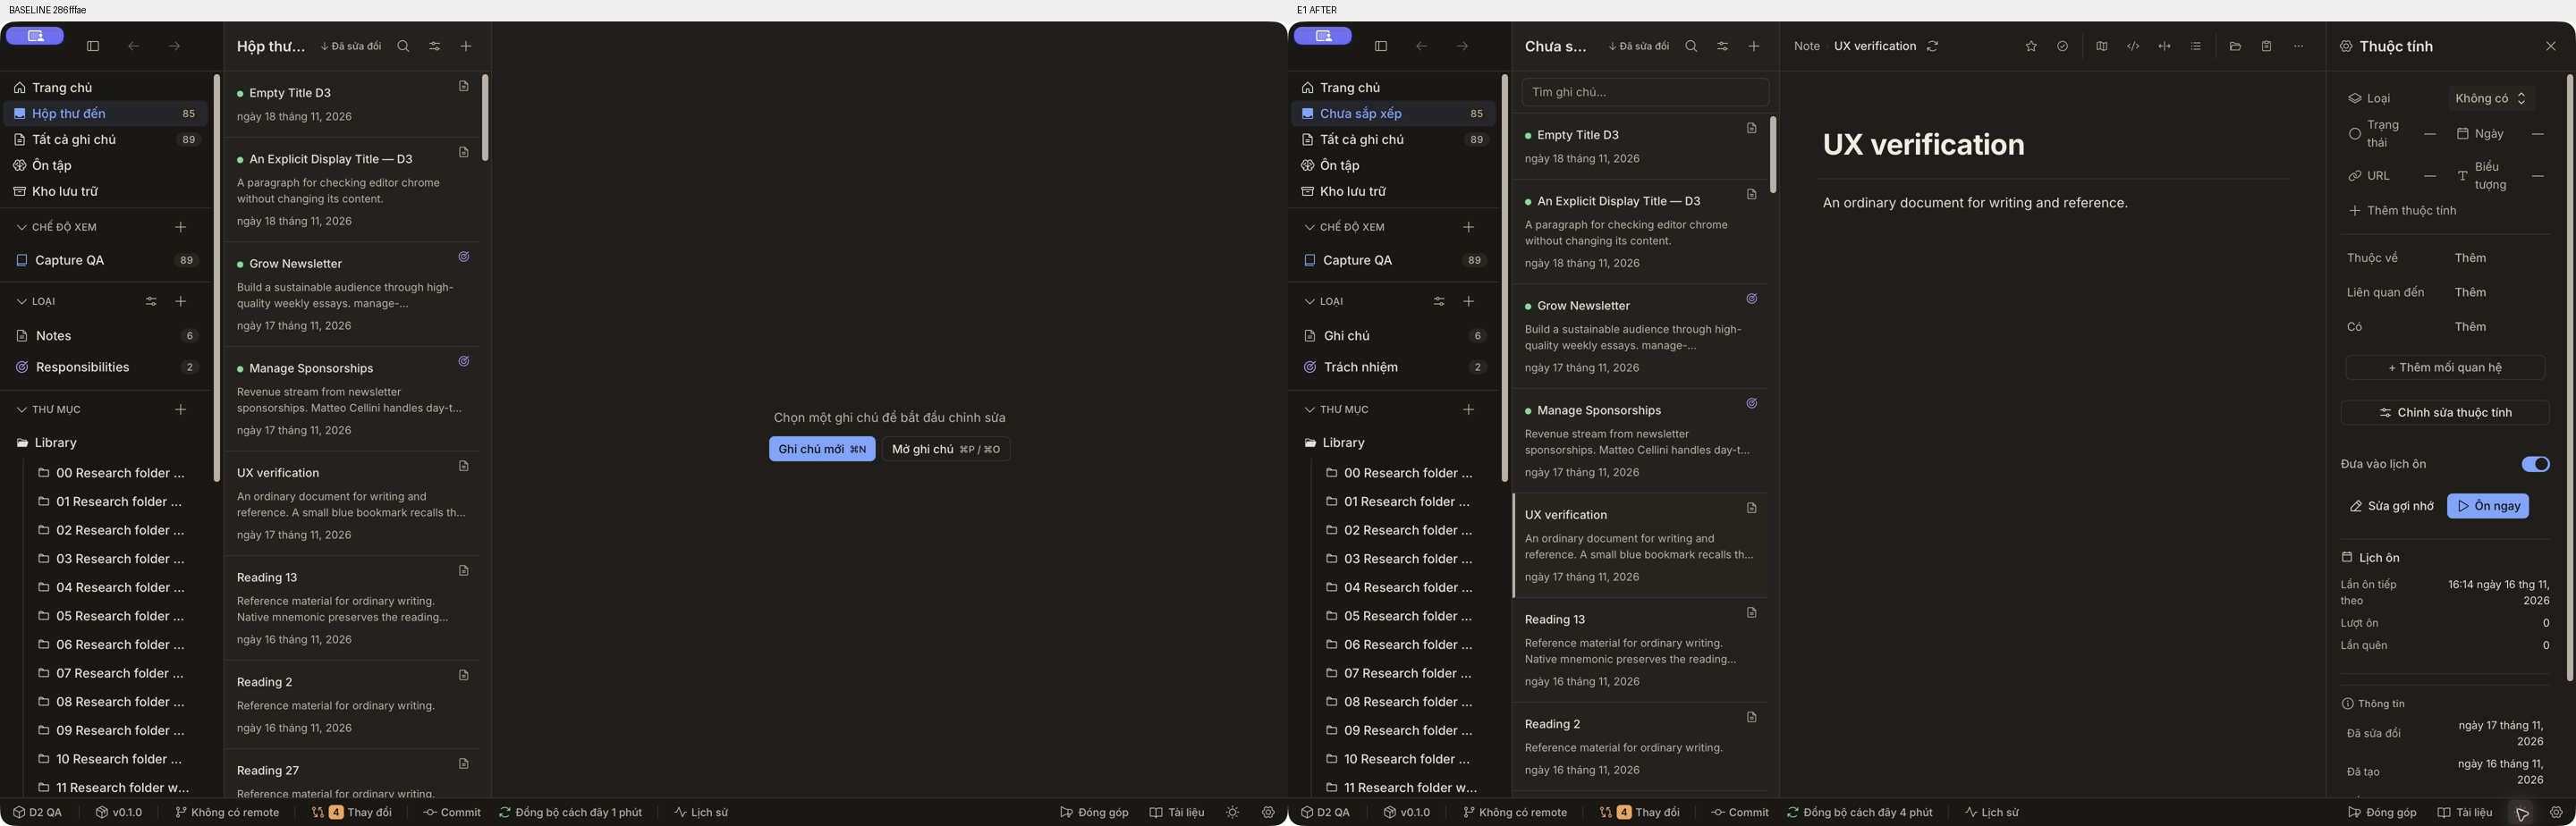 BASELINE 286fffae
Hộp thư...
Đã sửa đổi
Trang chủ
Hộp thư đến 85
Tất cả ghi chú 89
Ôn tập
Kho lưu trữ
CHẾ ĐỘ XEM
Capture QA 89
LOẠI
Notes 6
Responsibilities 2
THƯ MỤC
Library
00 Research folder ...
01 Research folder ...
02 Research folder ...
03 Research folder ...
04 Research folder ...
05 Research folder ...
06 Research folder ...
07 Research folder ...
08 Research folder ...
09 Research folder ...
10 Research folder ...
11 Research folder w...
Empty Title D3
ngày 18 tháng 11, 2026
An Explicit Display Title — D3
A paragraph for checking editor chrome
without changing its content.
ngày 18 tháng 11, 2026
Grow Newsletter
Build a sustainable audience through high-
quality weekly essays. manage-...
ngày 17 tháng 11, 2026
Manage Sponsorships
Revenue stream from newsletter
sponsorships. Matteo Cellini handles day-t...
ngày 17 tháng 11, 2026
UX verification
An ordinary document for writing and
reference. A small blue bookmark recalls th...
ngày 17 tháng 11, 2026
Reading 13
Reference material for ordinary writing.
Native mnemonic preserves the reading...
ngày 16 tháng 11, 2026
Reading 2
Reference material for ordinary writing.
ngày 16 tháng 11, 2026
Reading 27
Reference material for ordinary writing.
Chọn một ghi chú để bắt đầu chỉnh sửa
Ghi chú mới ⌘N
Mở ghi chú ⌘P / ⌘O
D2 QA
v0.1.0
Không có remote
4 Thay đổi
Commit
Đồng bộ cách đây 1 phút
Lịch sử
Đóng góp
Tài liệu
E1 AFTER
Chưa s...
Đã sửa đổi
Trang chủ
Chưa sắp xếp 85
Tất cả ghi chú 89
Ôn tập
Kho lưu trữ
CHẾ ĐỘ XEM
Capture QA 89
LOẠI
Ghi chú 6
Trách nhiệm 2
THƯ MỤC
Library
00 Research folder ...
01 Research folder ...
02 Research folder ...
03 Research folder ...
04 Research folder ...
05 Research folder ...
06 Research folder ...
07 Research folder ...
08 Research folder ...
09 Research folder ...
10 Research folder ...
11 Research folder w...
Tìm ghi chú...
Empty Title D3
ngày 18 tháng 11, 2026
An Explicit Display Title — D3
A paragraph for checking editor chrome
without changing its content.
ngày 18 tháng 11, 2026
Grow Newsletter
Build a sustainable audience through high-
quality weekly essays. manage-...
ngày 17 tháng 11, 2026
Manage Sponsorships
Revenue stream from newsletter
sponsorships. Matteo Cellini handles day-t...
ngày 17 tháng 11, 2026
UX verification
An ordinary document for writing and
reference. A small blue bookmark recalls th...
ngày 17 tháng 11, 2026
Reading 13
Reference material for ordinary writing.
Native mnemonic preserves the reading...
ngày 16 tháng 11, 2026
Reading 2
Reference material for ordinary writing.
ngày 16 tháng 11, 2026
Note UX verification
UX verification
An ordinary document for writing and reference.
Thuộc tính
Loại Không có
Trạng thái —
Ngày —
URL —
Biểu tượng —
Thêm thuộc tính
Thuộc về Thêm
Liên quan đến Thêm
Có Thêm
+ Thêm mối quan hệ
Chỉnh sửa thuộc tính
Đưa vào lịch ôn
Sửa gợi nhớ
Ôn ngay
Lịch ôn
Lần ôn tiếp theo 16:14 ngày 16 thg 11, 2026
Lượt ôn 0
Lần quên 0
Thông tin
Đã sửa đổi ngày 17 tháng 11, 2026
Đã tạo ngày 16 tháng 11, 2026
D2 QA
v0.1.0
Không có remote
4 Thay đổi
Commit
Đồng bộ cách đây 4 phút
Lịch sử
Đóng góp
Tài liệu